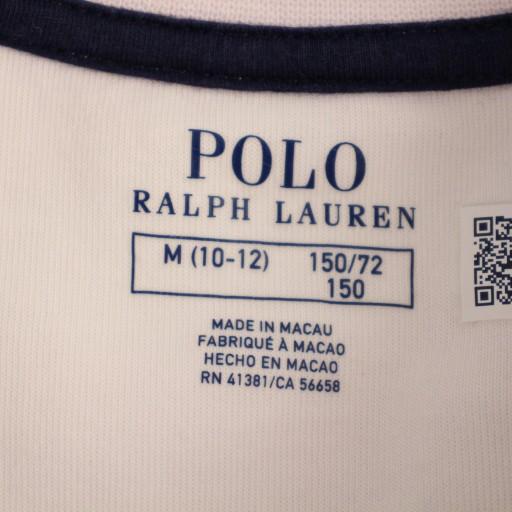 POLO
RALPH LAUREN
M (10-12) 150/72
150
MADE IN MACAU
FABRIQUÉ À MACAO
HECHO EN MACAO
RN 41381/CA 56658